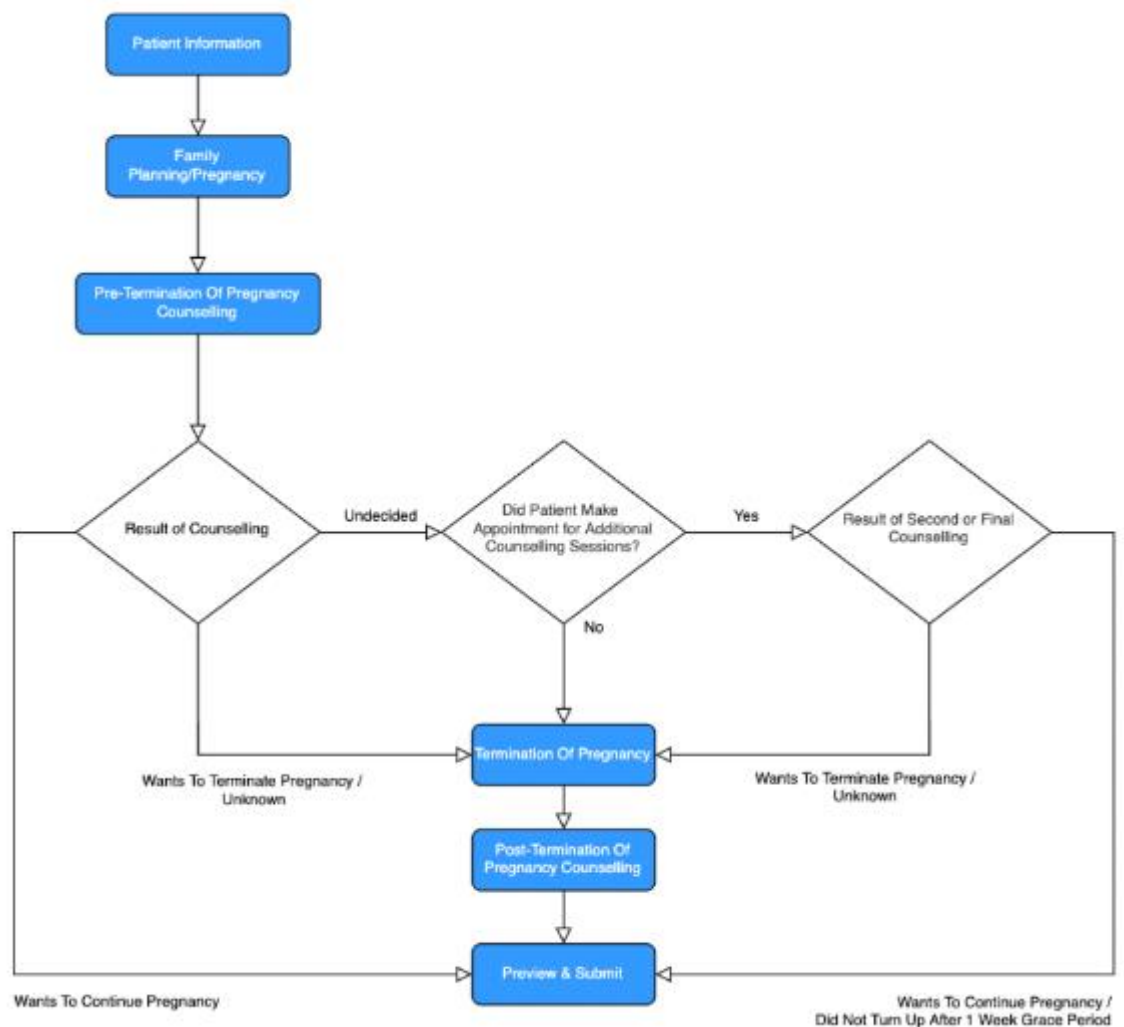 Patient Information
Family
Planning/Pregnancy
Pre-Termination Of Pregnancy
Counselling
Result of Counselling
Undecided
Did Patient Make
Appointment for Additional
Counselling Sessions?
Yes
Result of Second or Final
Counselling
No
Termination Of Pregnancy
Wants To Terminate Pregnancy /
Unknown
Wants To Terminate Pregnancy /
Unknown
Post-Termination Of
Pregnancy Counselling
Preview & Submit
Wants To Continue Pregnancy
Wants To Continue Pregnancy /
Did Not Turn Up After 1 Week Grace Period